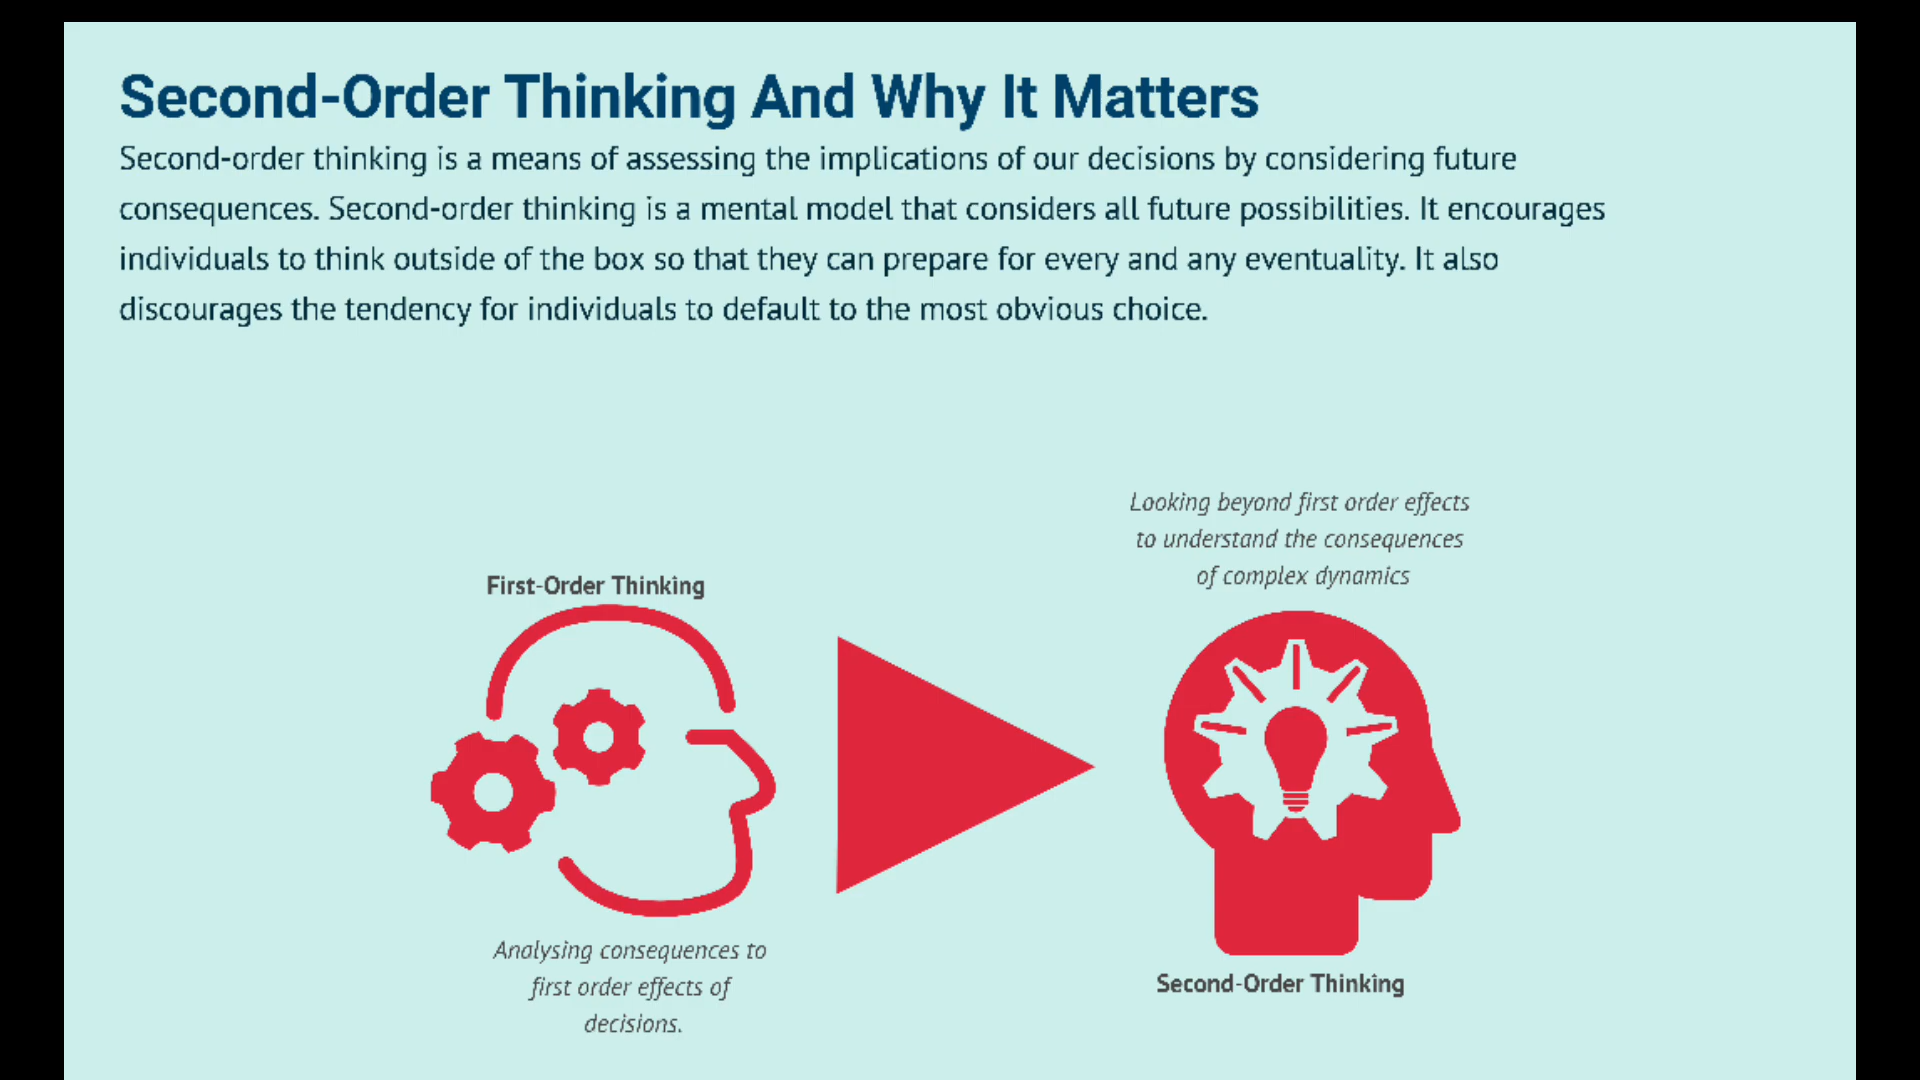 Second-Order Thinking And Why It Matters
Second-order thinking is a means of assessing the implications of our decisions by considering future
consequences. Second-order thinking is a mental model that considers all future possibilities. It encourages
individuals to think outside of the box so that they can prepare for every and any eventuality. It also
discourages the tendency for individuals to default to the most obvious choice.
First-Order Thinking
Analysing consequences to
first order effects of
decisions.
Looking beyond first order effects
to understand the consequences
of complex dynamics
Second-Order Thinking